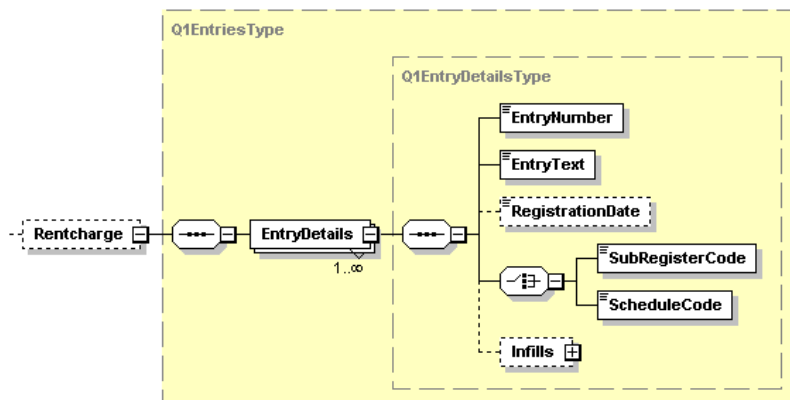 Q1EntriesType
Q1EntryDetailsType
EntryNumber
EntryText
RegistrationDate
Rentcharge
EntryDetails
1..∞
SubRegisterCode
ScheduleCode
Infills